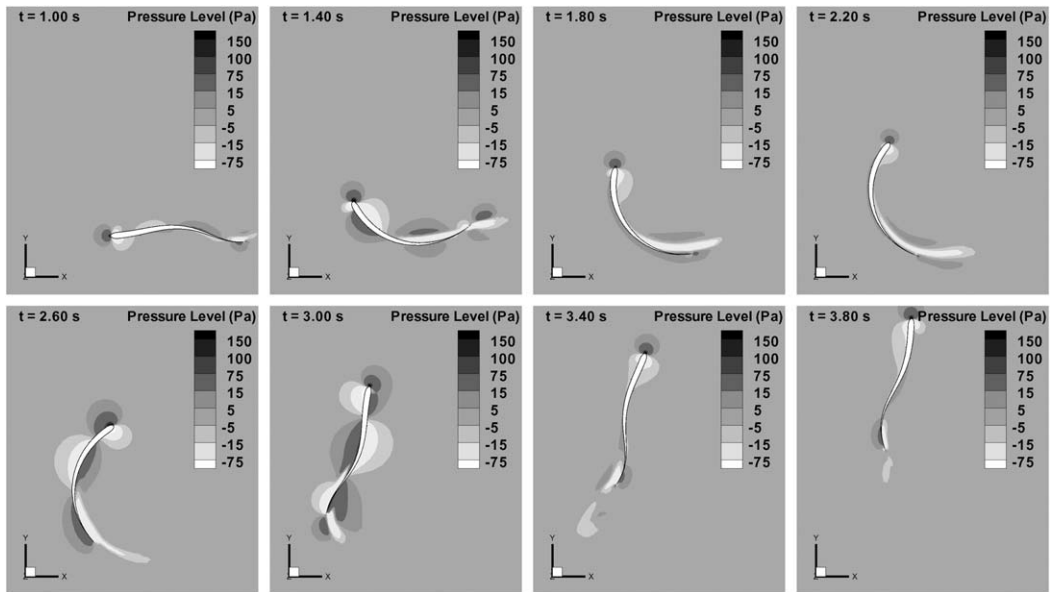 t = 1.00 s Pressure Level (Pa)
150
100
75
15
5
-5
-15
-75
Y
Z X
t = 1.40 s Pressure Level (Pa)
150
100
75
15
5
-5
-15
-75
Y
Z X
t = 1.80 s Pressure Level (Pa)
150
100
75
15
5
-5
-15
-75
Y
Z X
t = 2.20 s Pressure Level (Pa)
150
100
75
15
5
-5
-15
-75
Y
Z X
t = 2.60 s Pressure Level (Pa)
150
100
75
15
5
-5
-15
-75
Y
Z X
t = 3.00 s Pressure Level (Pa)
150
100
75
15
5
-5
-15
-75
Y
Z X
t = 3.40 s Pressure Level (Pa)
150
100
75
15
5
-5
-15
-75
Y
Z X
t = 3.80 s Pressure Level (Pa)
150
100
75
15
5
-5
-15
-75
Y
Z X